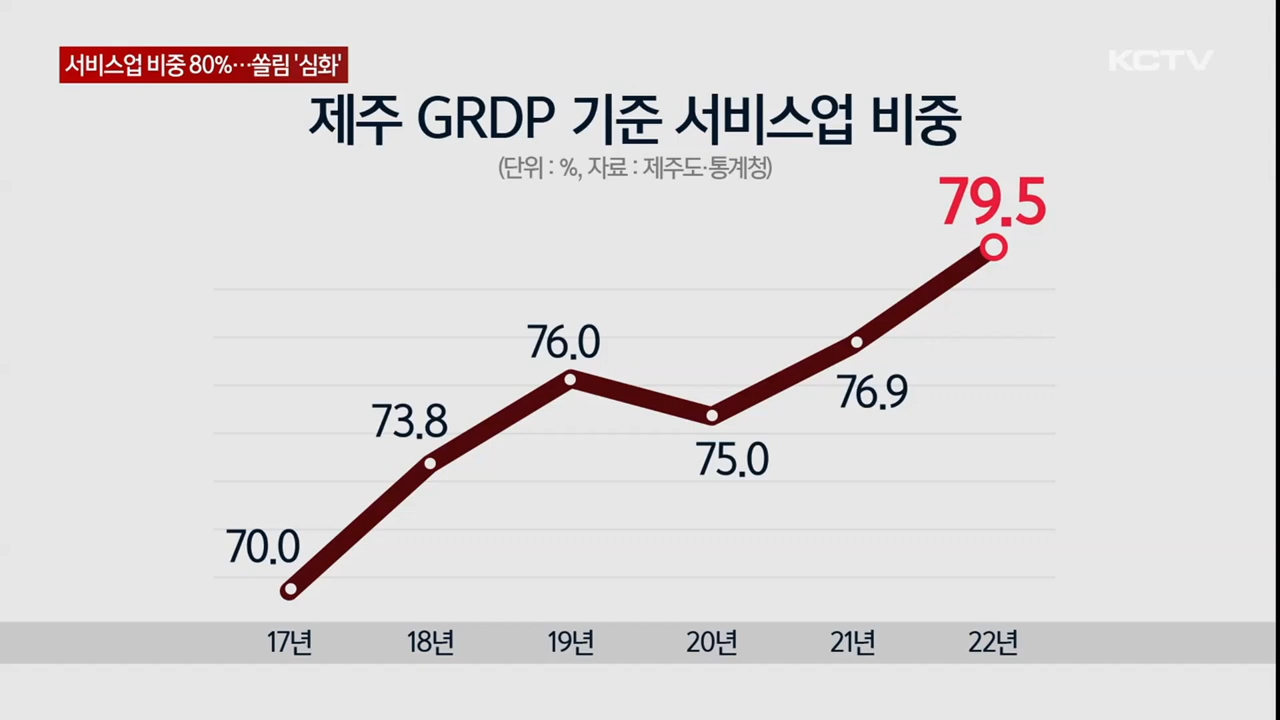 서비스업 비중 80%…쏠림 '심화'
KCTV
제주 GRDP 기준 서비스업 비중
(단위 : %, 자료 : 제주도·통계청)
79.5
76.0
76.9
73.8
75.0
70.0
17년 18년 19년 20년 21년 22년